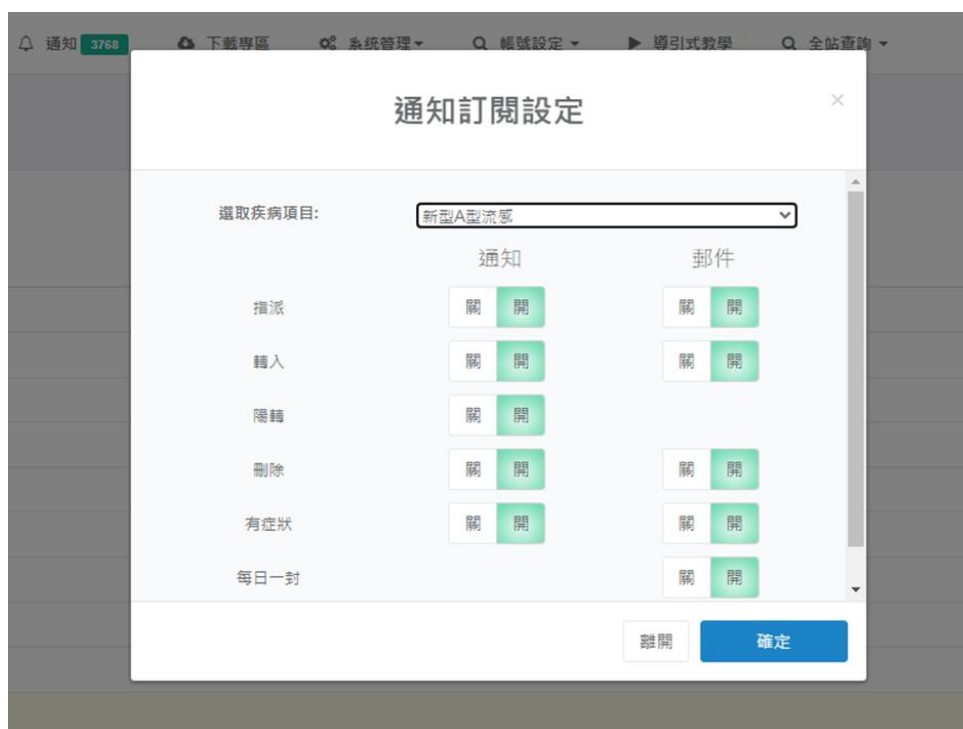 通知 3768 下載專區 系統管理 帳號設定 導引式教學 全站查詢
通知訂閱設定 ×
選取疾病項目: 新型A型流感
通知 郵件
指派 關 開 關 開
轉入 關 開 關 開
陽轉 關 開
刪除 關 開 關 開
有症狀 關 開 關 開
每日一封 關 開
離開 確定